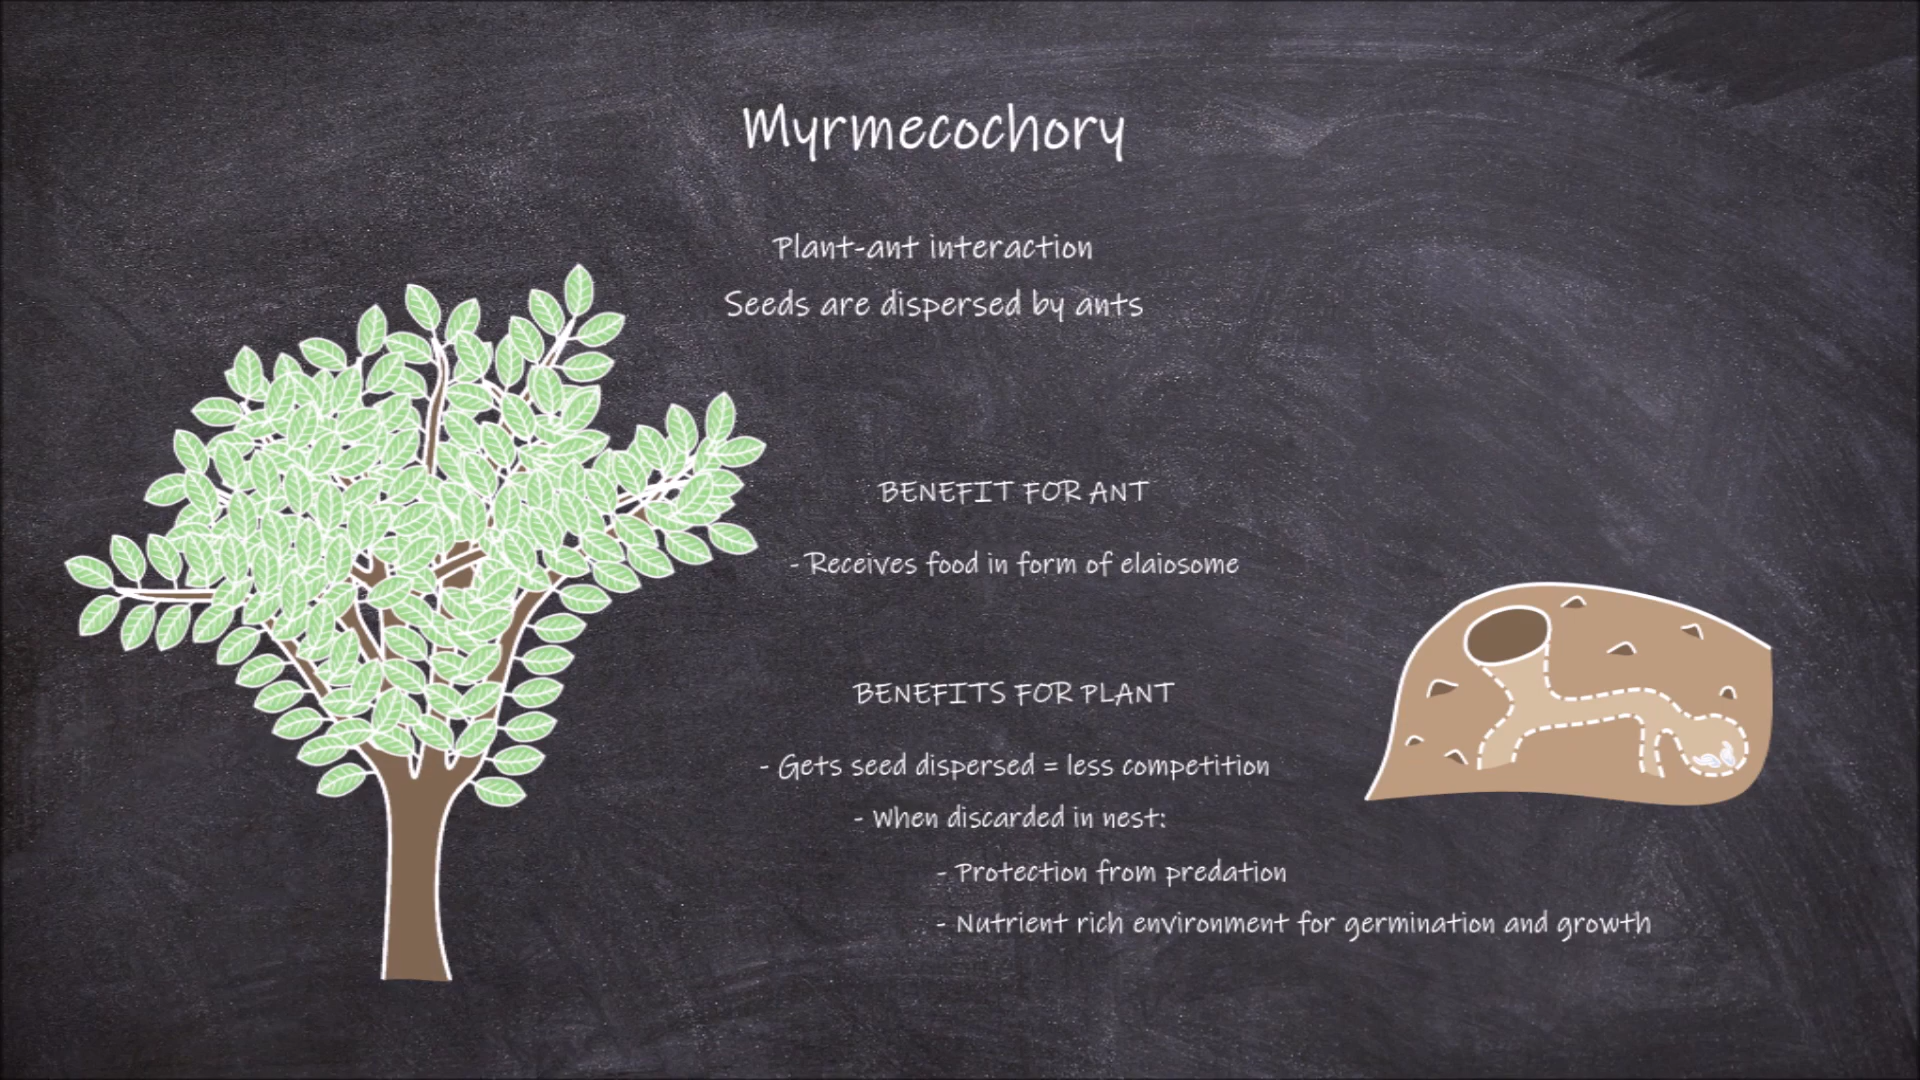 Myrmecochory
Plant-ant interaction
Seeds are dispersed by ants
BENEFIT FOR ANT
- Receives food in form of elaiosome
BENEFITS FOR PLANT
- Gets seed dispersed = less competition
- When discarded in nest:
- Protection from predation
- Nutrient rich environment for germination and growth